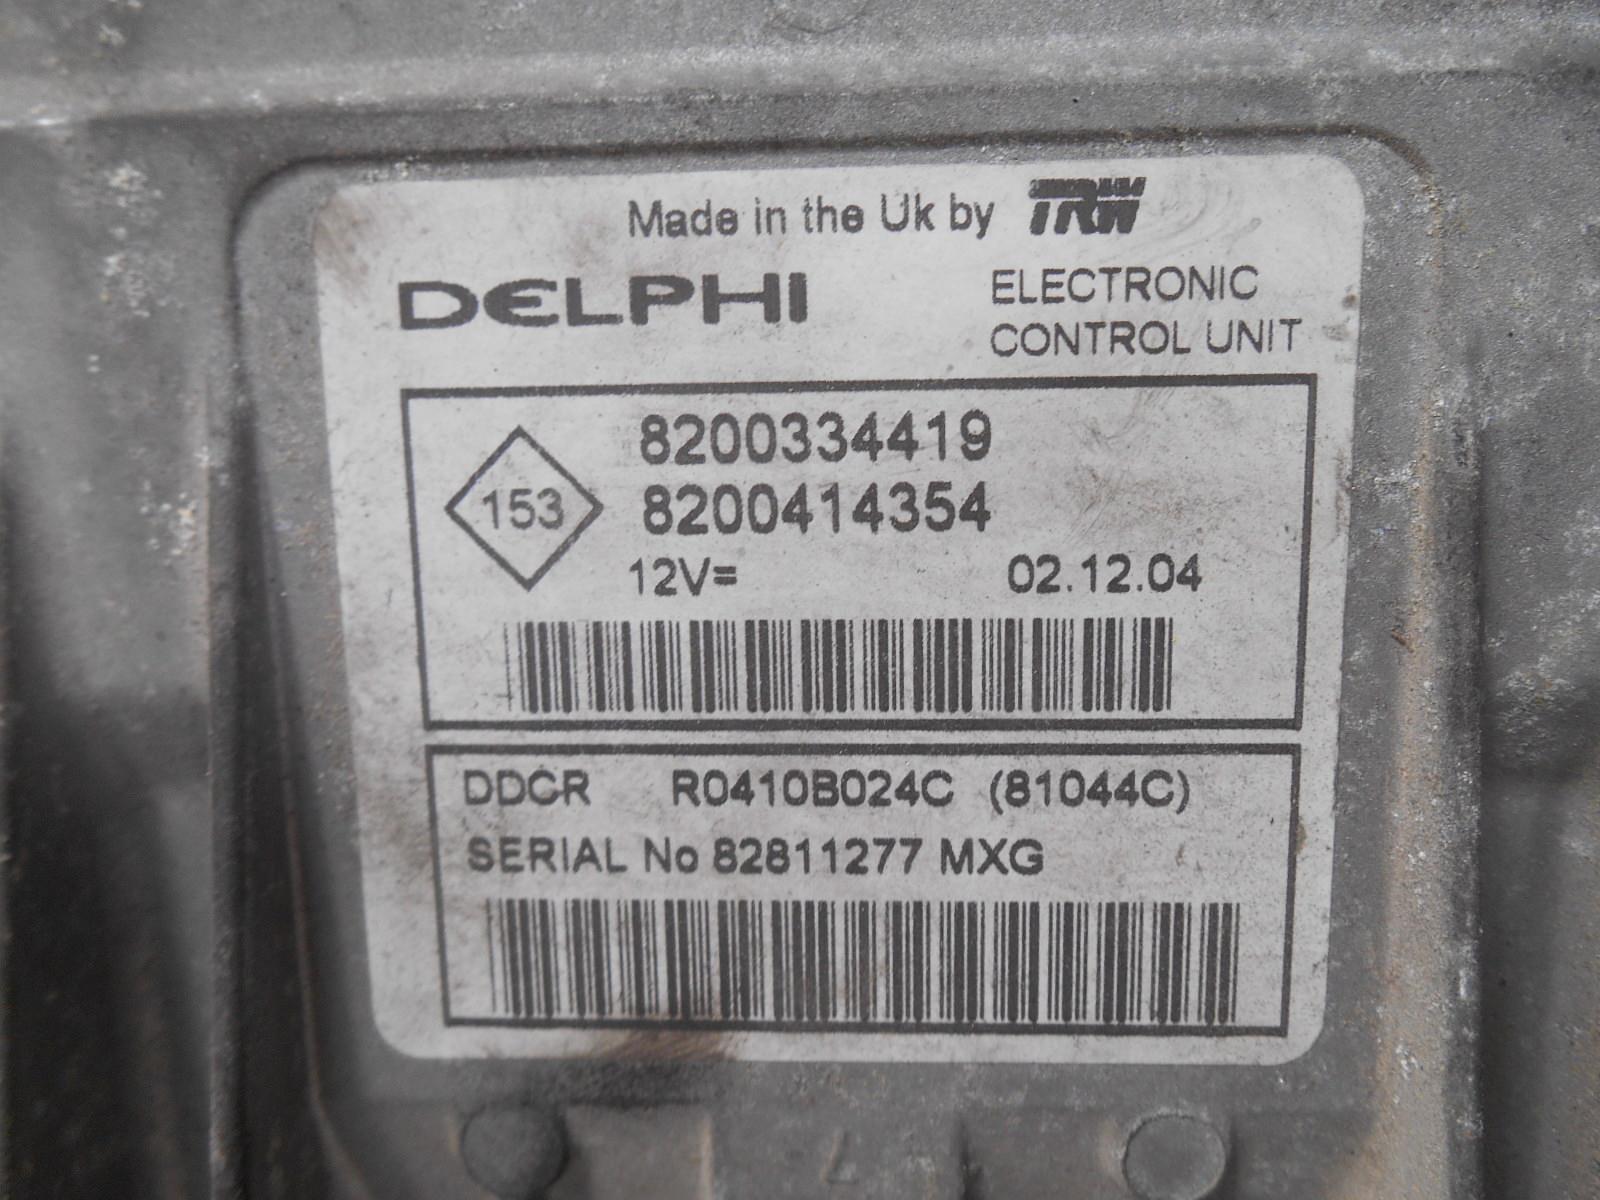 Made in the Uk by TRW
DELPHI
ELECTRONIC
CONTROL UNIT
153
8200334419
8200414354
12V=
02.12.04
DDCR R0410B024C (81044C)
SERIAL No 82811277 MXG